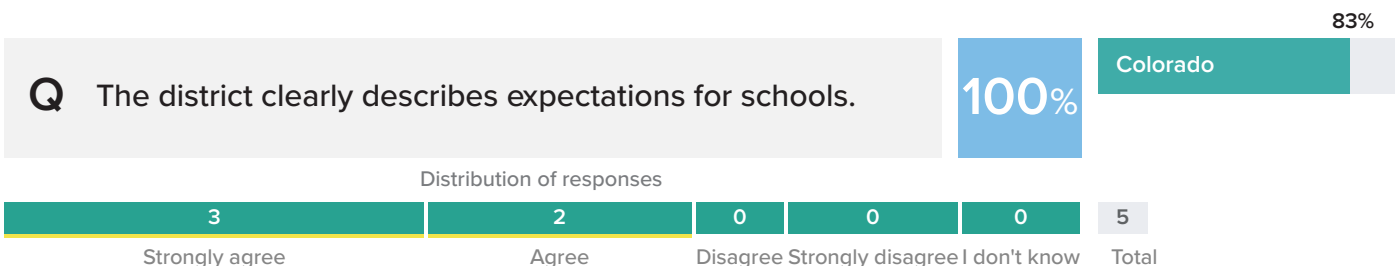 83%
Q The district clearly describes expectations for schools.
100%
Colorado
Distribution of responses
3 2 0 0 0 5
Strongly agree Agree Disagree Strongly disagree I don't know Total